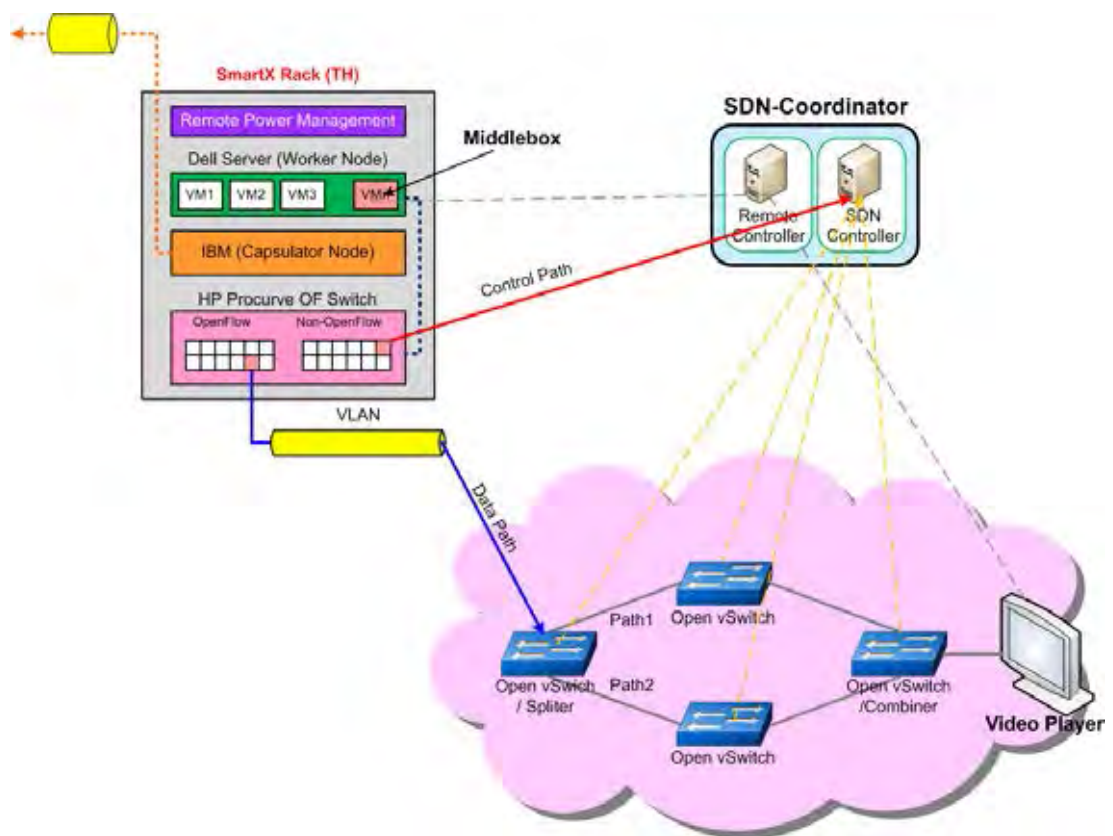 SmartX Rack (TH)
Remote Power Management
Dell Server (Worker Node)
VM1
VM2
VM3
Middlebox
IBM (Capsulator Node)
HP Procurve OF Switch
OpenFlow
Non-OpenFlow
VLAN
SDN-Coordinator
Remote
Controller
SDN
Controller
Control Path
Data Path
Path1
Path2
Open vSwich
/ Spliter
Open vSwitch
Open vSwitch
Open vSwitch
/Combiner
Video Player